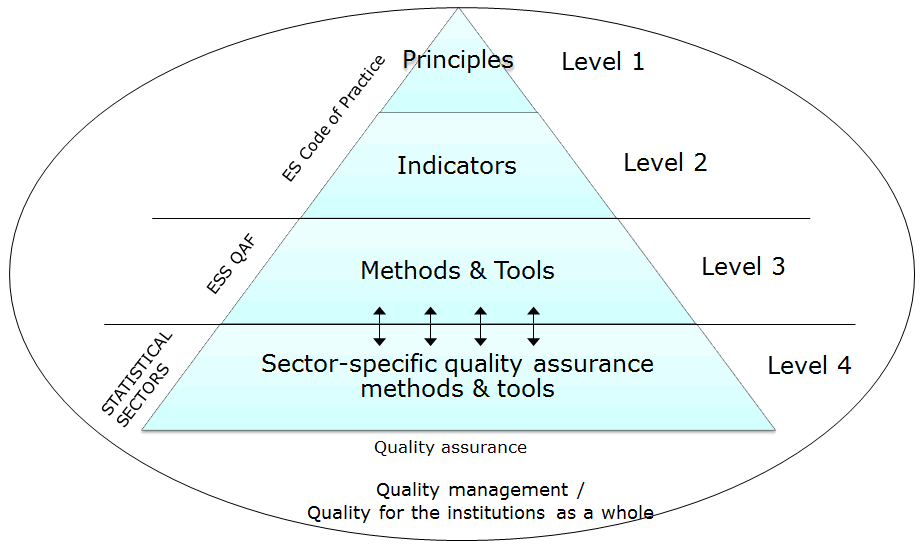 Principles
Level 1
ES Code of Practice
Indicators
Level 2
ESS QAF
Methods & Tools
Level 3
STATISTICAL
SECTORS
Sector-specific quality assurance
methods & tools
Level 4
Quality assurance
Quality management /
Quality for the institutions as a whole